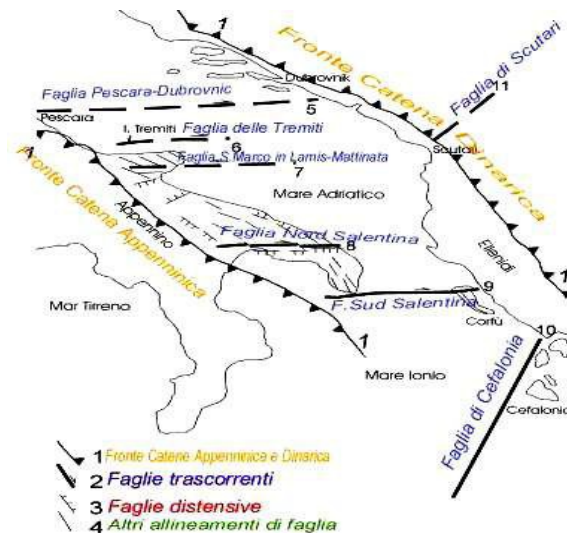 1
Fronte Catena Dinarica
Dubrovnik
Faglia di Scutari
11
Faglia Pescara-Dubrovnic
5
Pescara
I. Tremiti
Faglia delle Tremiti
6
Scutari
1
Faglia S.Marco in Lamis-Mattinata
7
Mare Adriatico
Fronte Catena Appenninica
Appennino
Faglia Nord Salentina
8
Ellenidi
1
9
F.Sud Salentina
Mar Tirreno
Corfù
10
1
Mare Ionio
Faglia di Cefalonia
Cefalonia
1 Fronte Catene Appenninica e Dinarica
2 Faglie trascorrenti
3 Faglie distensive
4 Altri allineamenti di faglia